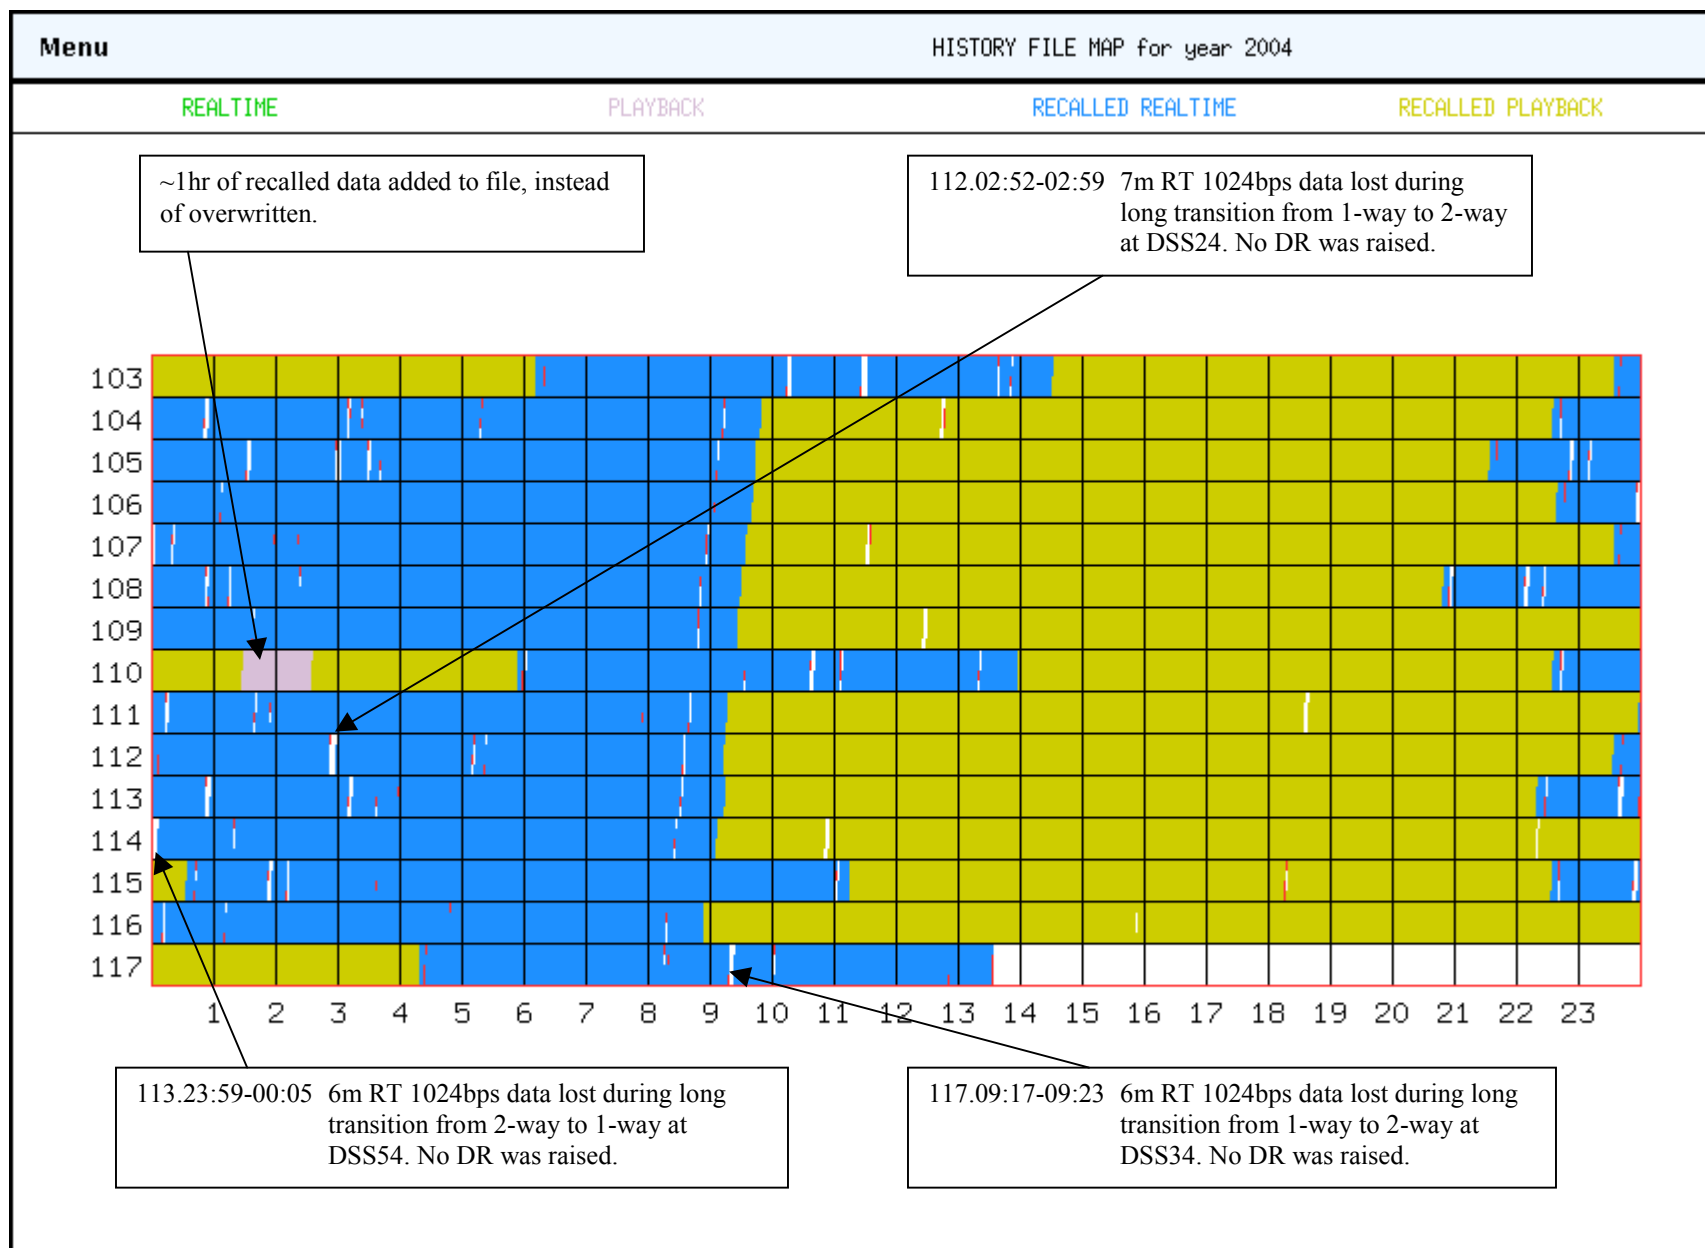 Menu
HISTORY FILE MAP for year 2004
REALTIME PLAYBACK RECALLED REALTIME RECALLED PLAYBACK
~1hr of recalled data added to file, instead
of overwritten.
112.02:52-02:59 7m RT 1024bps data lost during
long transition from 1-way to 2-way
at DSS24. No DR was raised.
103
104
105
106
107
108
109
110
111
112
113
114
115
116
117
1 2 3 4 5 6 7 8 9 10 11 12 13 14 15 16 17 18 19 20 21 22 23
113.23:59-00:05 6m RT 1024bps data lost during long
transition from 2-way to 1-way at
DSS54. No DR was raised.
117.09:17-09:23 6m RT 1024bps data lost during long
transition from 1-way to 2-way at
DSS34. No DR was raised.